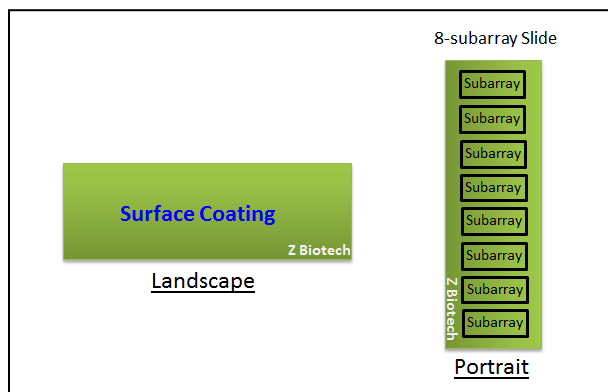 8-subarray Slide
Subarray
Subarray
Subarray
Subarray
Subarray
Subarray
Subarray
Subarray
Z Biotech
Portrait
Surface Coating
Z Biotech
Landscape